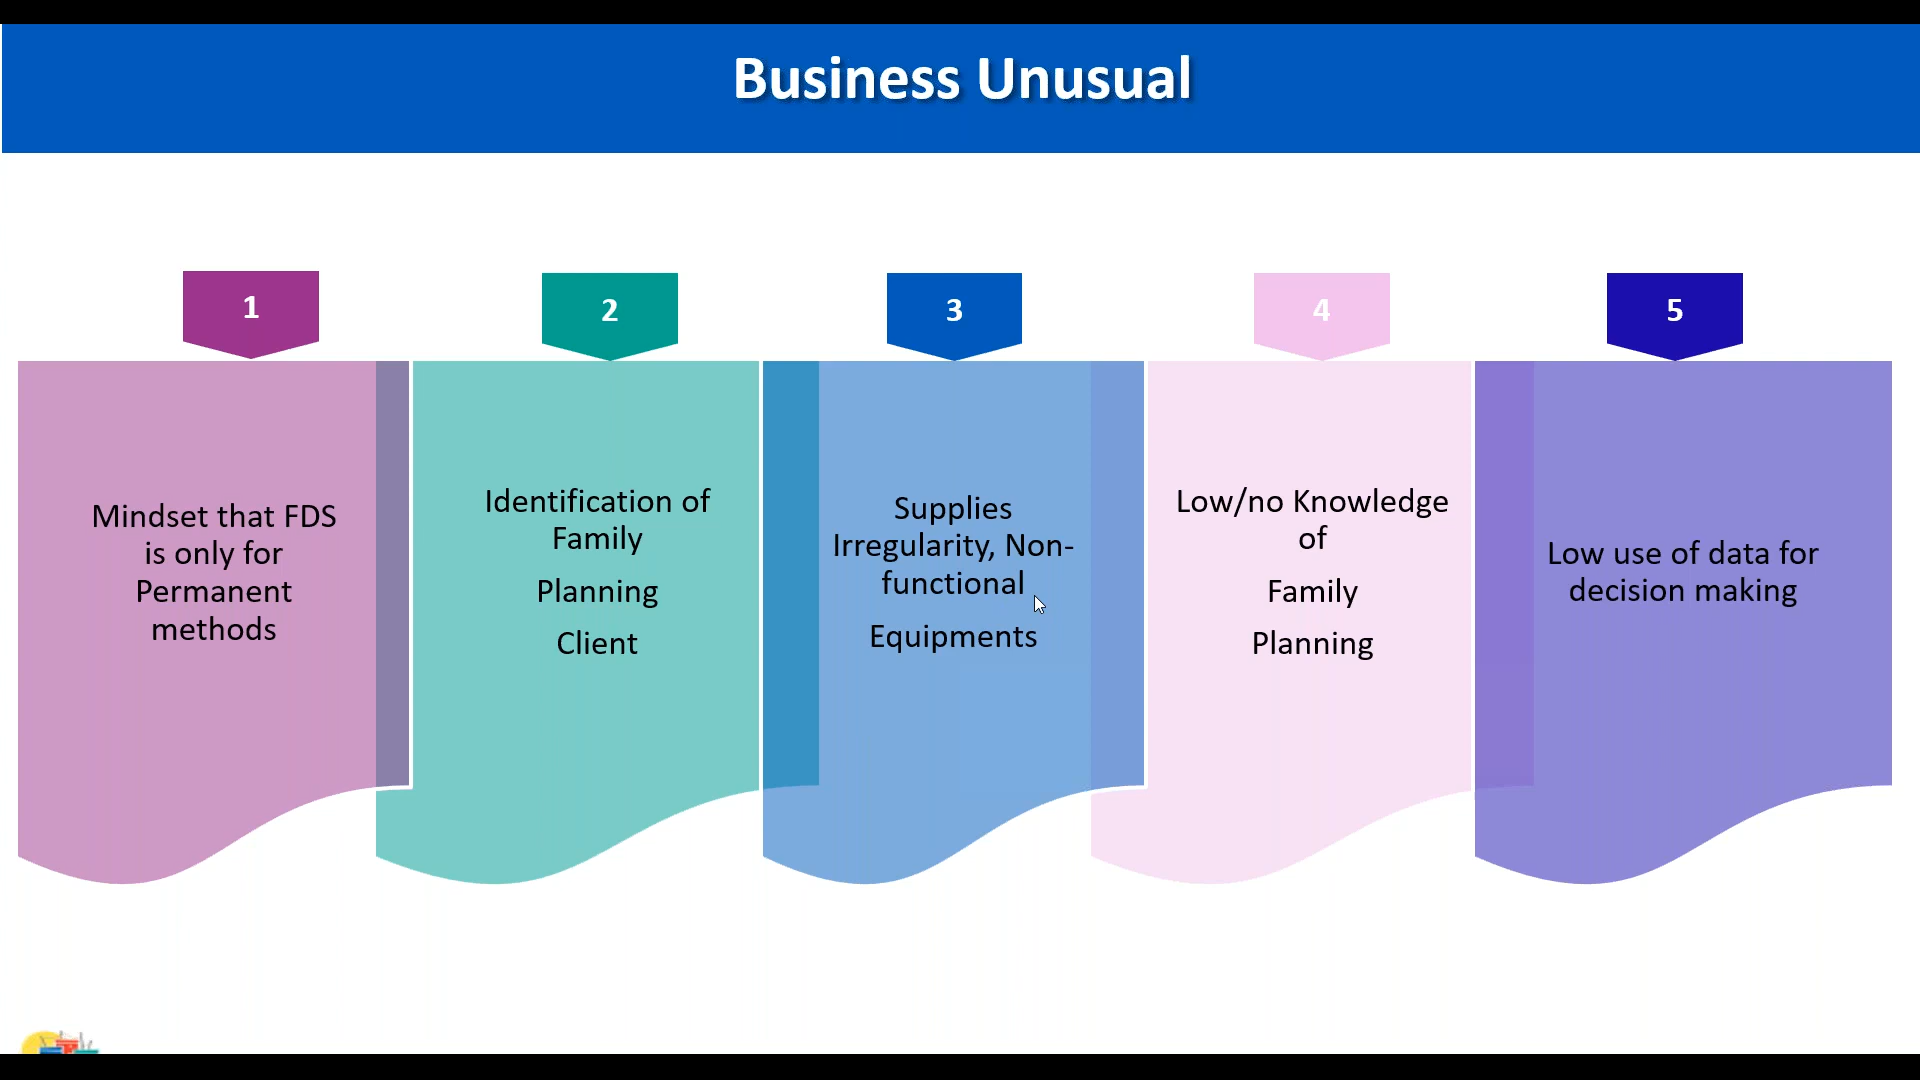 Business Unusual
1
2
3
4
5
Mindset that FDS
is only for
Permanent
methods
Identification of
Family
Planning
Client
Supplies
Irregularity, Non-
functional
Equipments
Low/no Knowledge
of
Family
Planning
Low use of data for
decision making